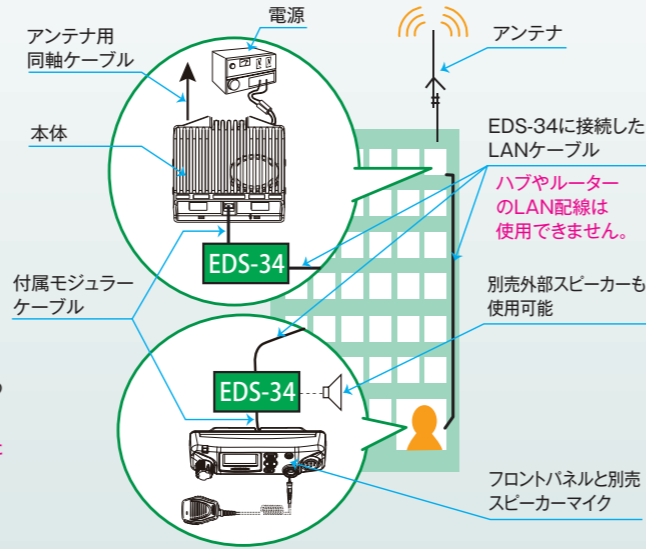 電源
アンテナ用
同軸ケーブル
アンテナ
本体
EDS-34に接続した
LANケーブル
ハブやルーター
のLAN配線は
使用できません。
EDS-34
付属モジュラー
ケーブル
別売外部スピーカーも
使用可能
EDS-34
フロントパネルと別売
スピーカーマイク